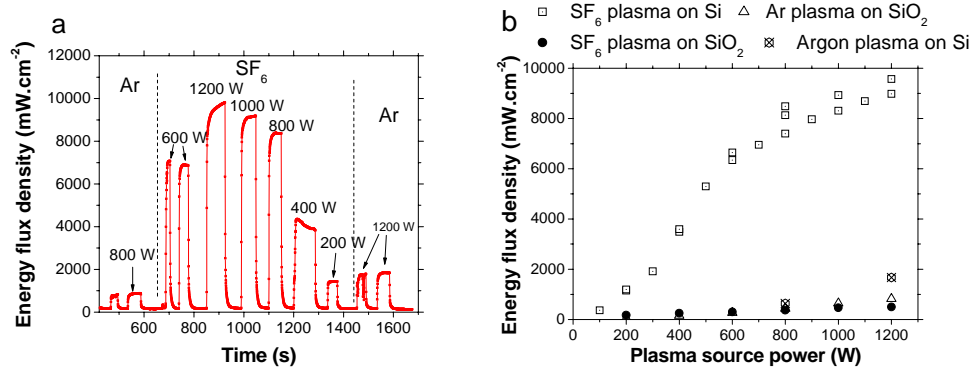 a
Energy flux density (mW.cm-2)
12000
10000
8000
6000
4000
2000
0
600 800 1000 1200 1400 1600
Time (s)
Ar
SF6
Ar
800 W
600 W
1200 W
1000 W
800 W
400 W
200 W
1200 W
b
SF6 plasma on Si
Ar plasma on SiO2
SF6 plasma on SiO2
Argon plasma on Si
Energy flux density (mW.cm-2)
10000
8000
6000
4000
2000
0
0 200 400 600 800 1000 1200
Plasma source power (W)